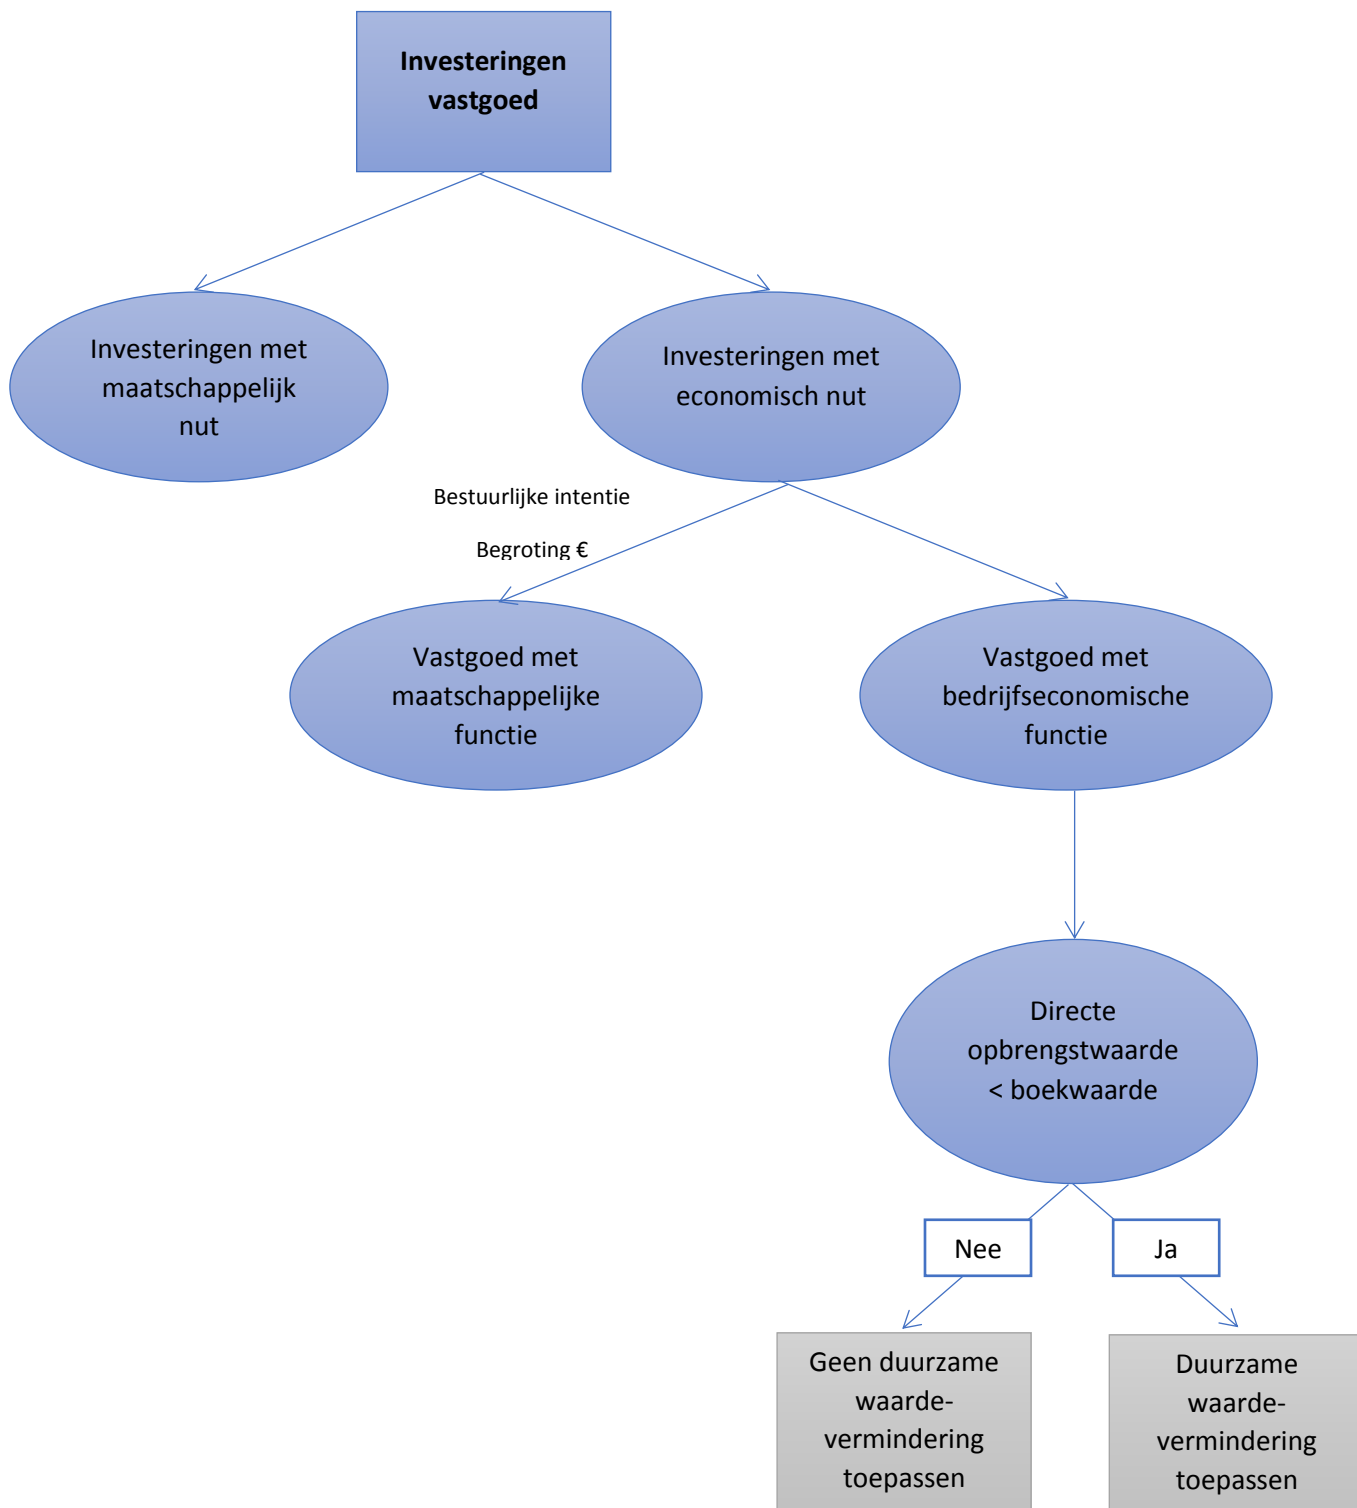 Investeringen
vastgoed
Investeringen met
maatschappelijk
nut
Investeringen met
economisch nut
Bestuurlijke intentie
Begroting €
Vastgoed met
maatschappelijke
functie
Vastgoed met
bedrijfseconomische
functie
Directe
opbrengstwaarde
< boekwaarde
Nee
Ja
Geen duurzame
waarde-
vermindering
toepassen
Duurzame
waarde-
vermindering
toepassen